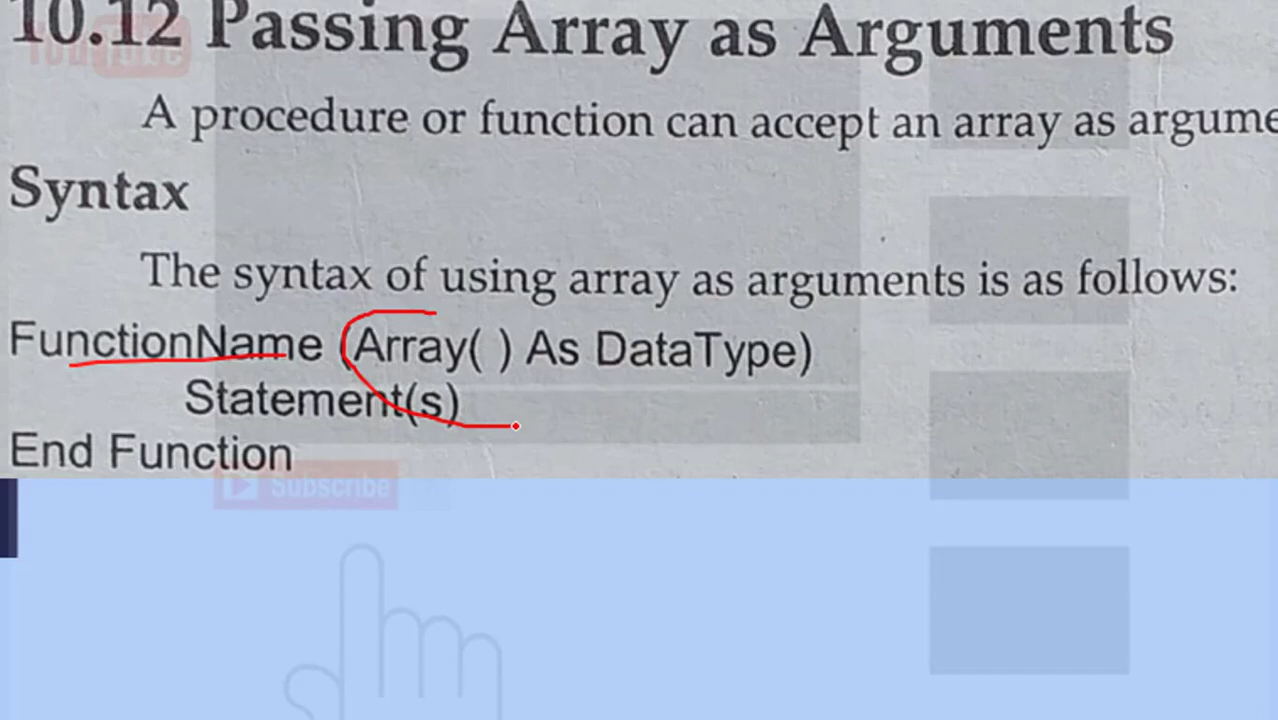 10.12 Passing Array as Arguments
A procedure or function can accept an array as argume
Syntax
The syntax of using array as arguments is as follows:
FunctionName (Array( ) As DataType)
Statement(s)
End Function
Subscribe